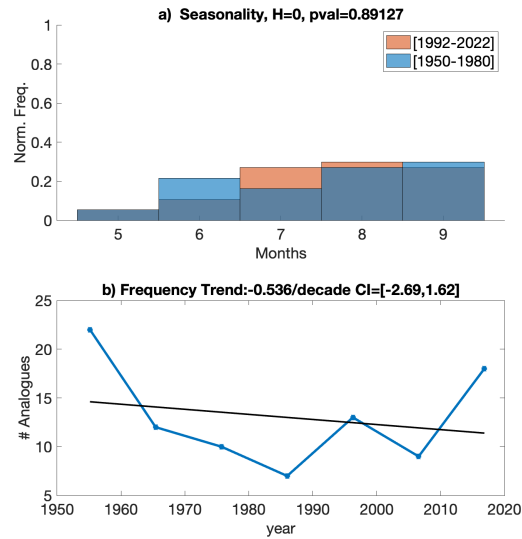 a) Seasonality, H=0, pval=0.89127
1
0.8
0.6
0.4
0.2
0
Norm. Freq.
[1992-2022]
[1950-1980]
5 6 7 8 9
Months
b) Frequency Trend:-0.536/decade CI=[-2.69,1.62]
25
20
15
10
5
# Analogues
1950 1960 1970 1980 1990 2000 2010 2020
year